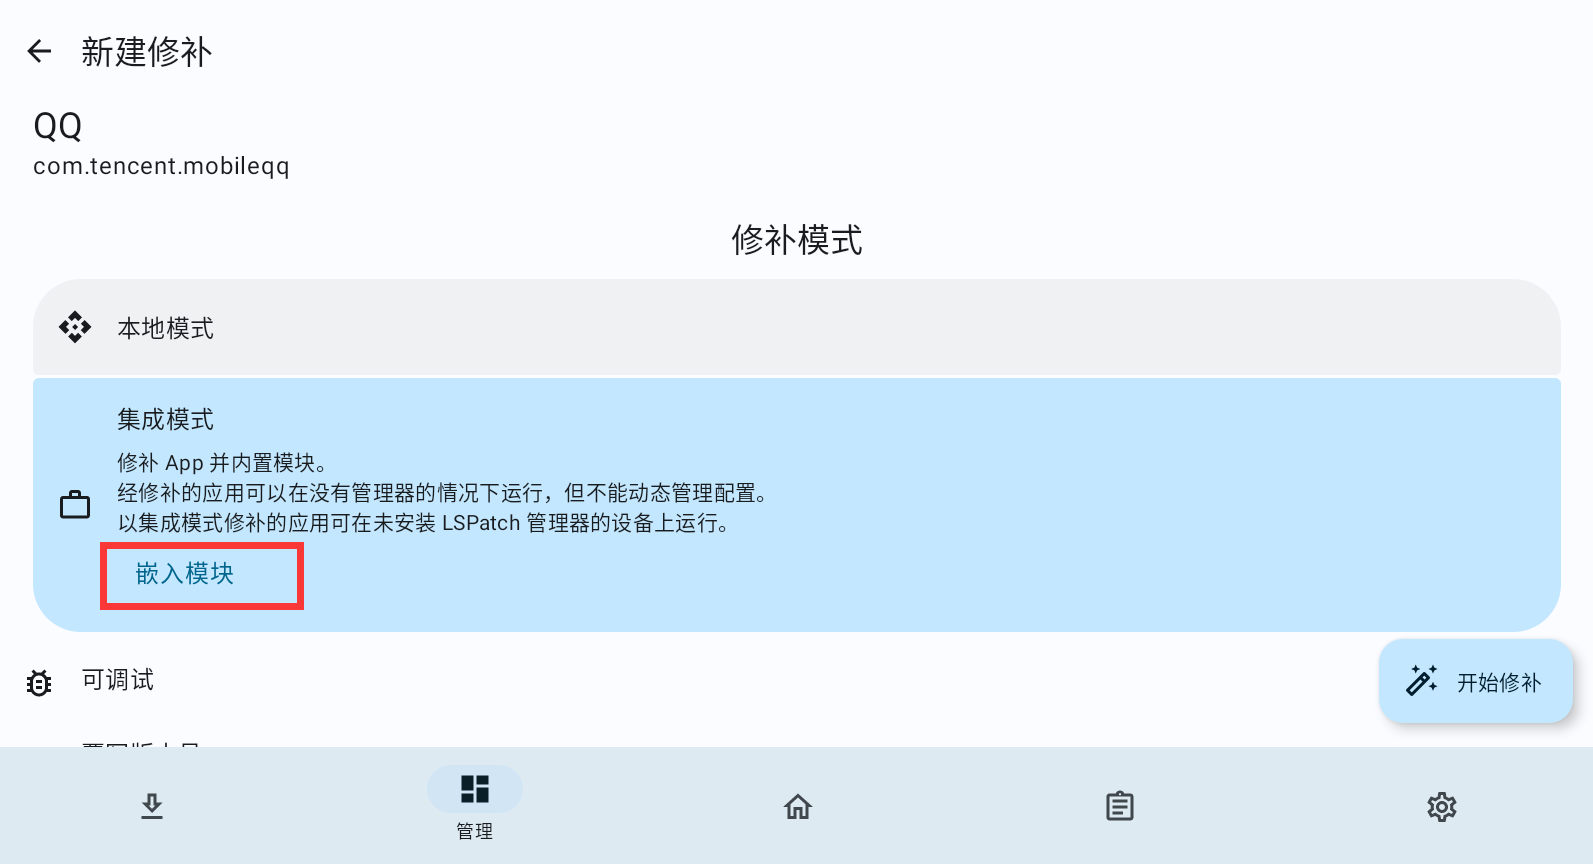 新建修补
QQ
com.tencent.mobileqq
修补模式
本地模式
集成模式
修补 App 并内置模块。
经修补的应用可以在没有管理器的情况下运行，但不能动态管理配置。
以集成模式修补的应用可在未安装 LSPatch 管理器的设备上运行。
嵌入模块
可调试
开始修补
管理